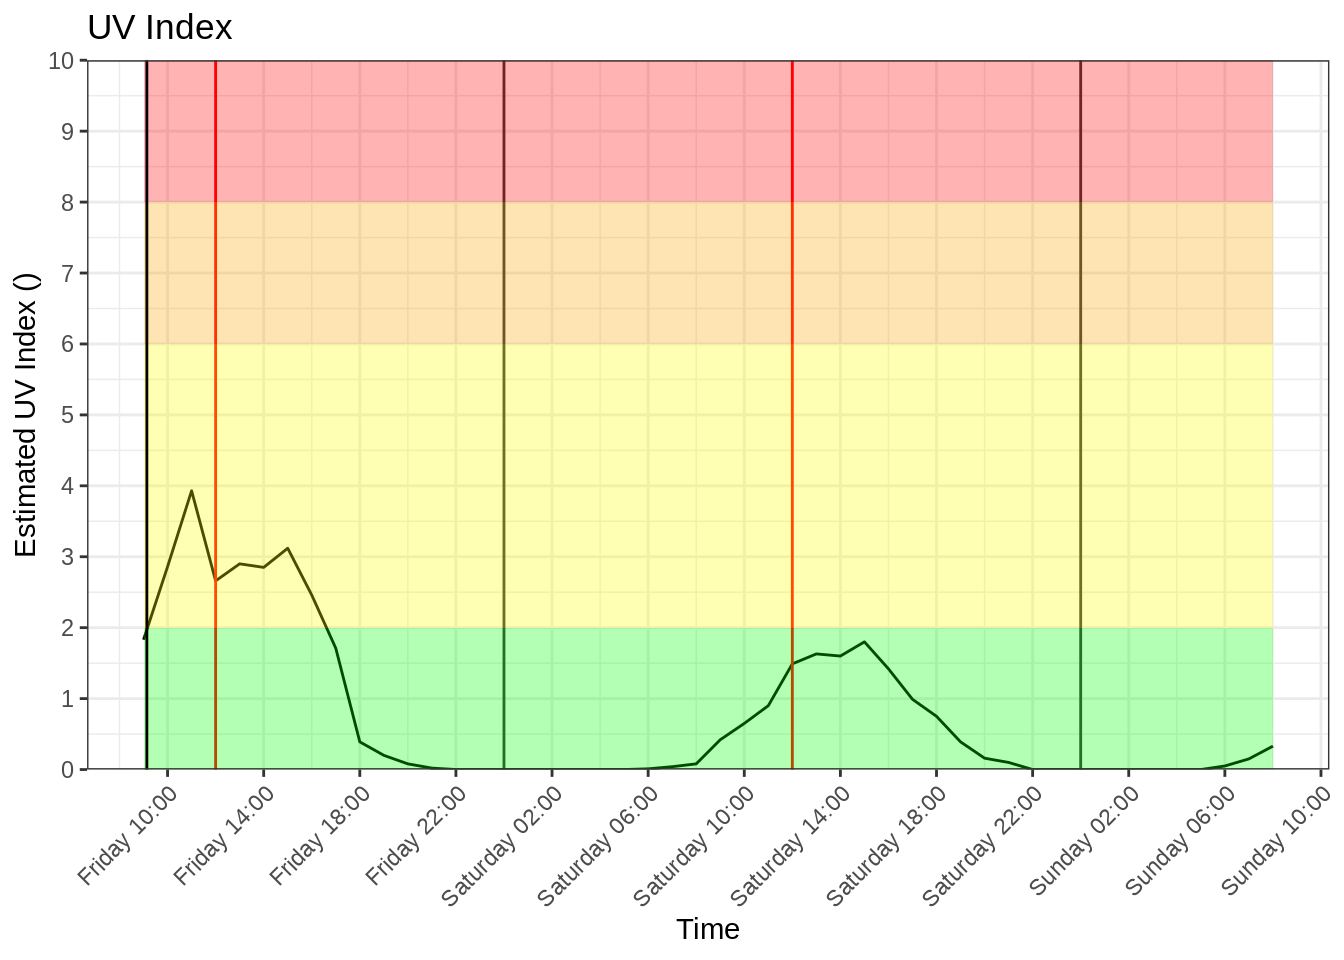 UV Index
Estimated UV Index ()
10
9
8
7
6
5
4
3
2
1
0
Friday 10:00
Friday 14:00
Friday 18:00
Friday 22:00
Saturday 02:00
Saturday 06:00
Saturday 10:00
Saturday 14:00
Saturday 18:00
Saturday 22:00
Sunday 02:00
Sunday 06:00
Sunday 10:00
Time